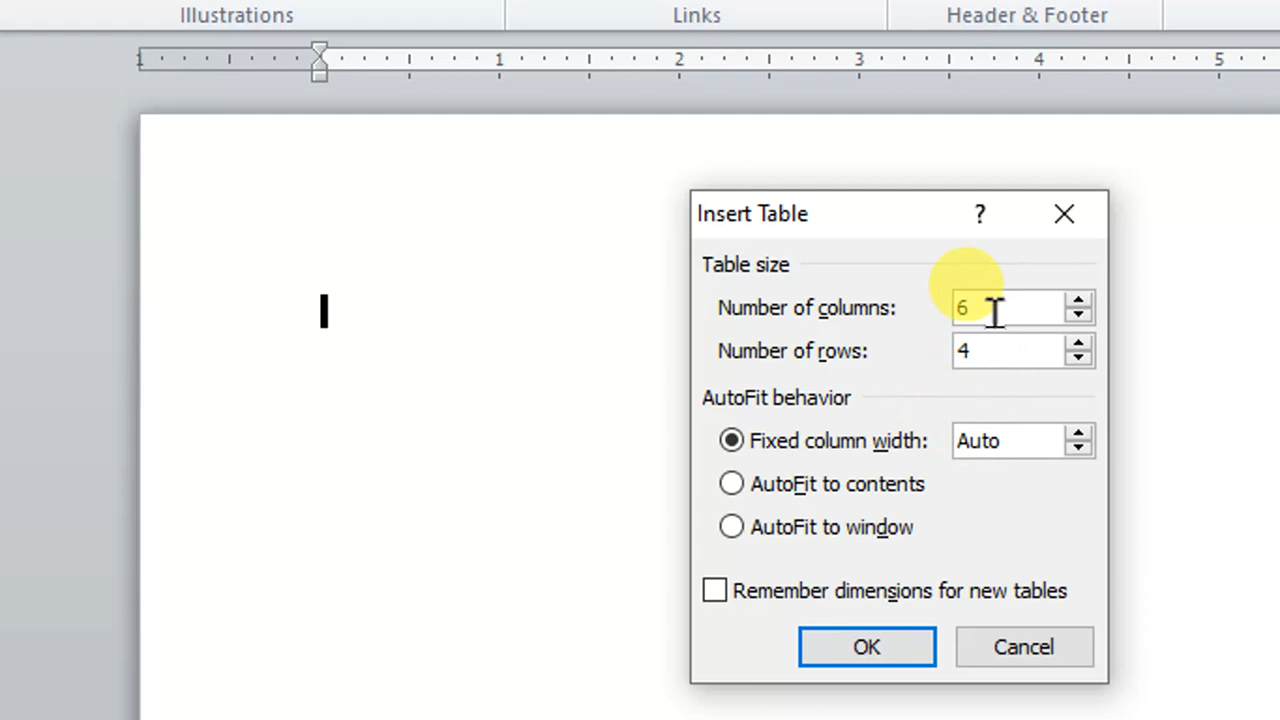 Illustrations Links Header & Footer
1 1 2 3 4 5
Insert Table ?
Table size
Number of columns: 6
Number of rows: 4
AutoFit behavior
Fixed column width: Auto
AutoFit to contents
AutoFit to window
Remember dimensions for new tables
OK Cancel